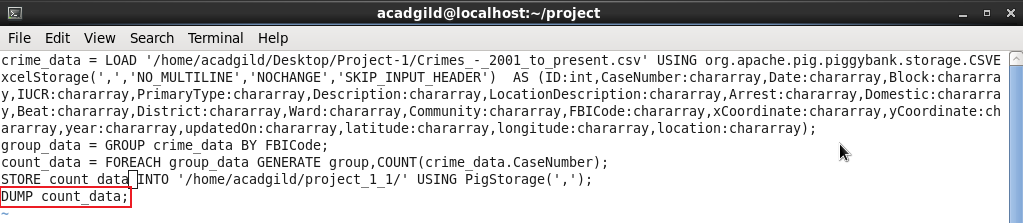 acadgild@localhost:~/project
File Edit View Search Terminal Help
crime_data = LOAD '/home/acadgild/Desktop/Project-1/Crimes_-_2001_to_present.csv' USING org.apache.pig.piggybank.storage.CSVE
xcelStorage(',','NO_MULTILINE','NOCHANGE','SKIP_INPUT_HEADER')  AS (ID:int,CaseNumber:chararray,Date:chararray,Block:chararra
y,IUCR:chararray,PrimaryType:chararray,Description:chararray,LocationDescription:chararray,Arrest:chararray,Domestic:chararra
y,Beat:chararray,District:chararray,Ward:chararray,Community:chararray,FBICode:chararray,xCoordinate:chararray,yCoordinate:ch
ararray,year:chararray,updatedOn:chararray,latitude:chararray,longitude:chararray,location:chararray);
group_data = GROUP crime_data BY FBICode;
count_data = FOREACH group_data GENERATE group,COUNT(crime_data.CaseNumber);
STORE count_data INTO '/home/acadgild/project_1_1/' USING PigStorage(',');
DUMP count_data;
~